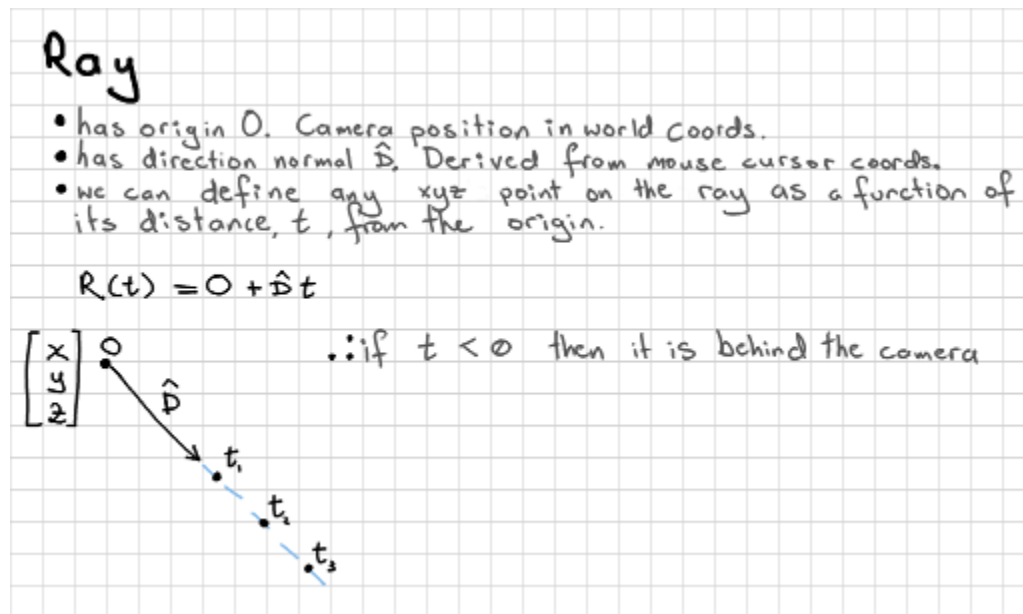 Ray
• has origin O. Camera position in world coords.
• has direction normal D̂. Derived from mouse cursor coords.
• we can define any xyz point on the ray as a function of
its distance, t, from the origin.
R(t) = O + D̂ t
[x y z] O
∴ if t < 0 then it is behind the camera
D̂
t₁
t₂
t₃